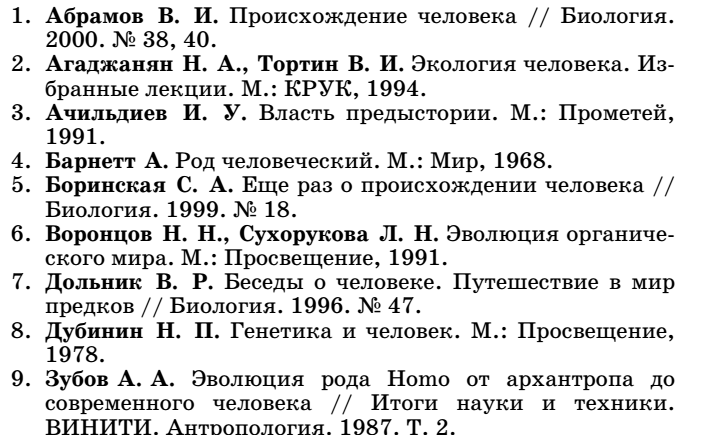 1. Абрамов В. И. Происхождение человека // Биология.
2000. № 38, 40.
2. Агаджанян Н. А., Тортин В. И. Экология человека. Из-
бранные лекции. М.: КРУК, 1994.
3. Ачильдиев И. У. Власть предыстории. М.: Прометей,
1991.
4. Барнетт А. Род человеческий. М.: Мир, 1968.
5. Боринская С. А. Еще раз о происхождении человека //
Биология. 1999. № 18.
6. Воронцов Н. Н., Сухорукова Л. Н. Эволюция органиче-
ского мира. М.: Просвещение, 1991.
7. Дольник В. Р. Беседы о человеке. Путешествие в мир
предков // Биология. 1996. № 47.
8. Дубинин Н. П. Генетика и человек. М.: Просвещение,
1978.
9. Зубов А. А. Эволюция рода Homo от архантропа до
современного человека // Итоги науки и техники.
ВИНИТИ. Антропология. 1987. Т. 2.